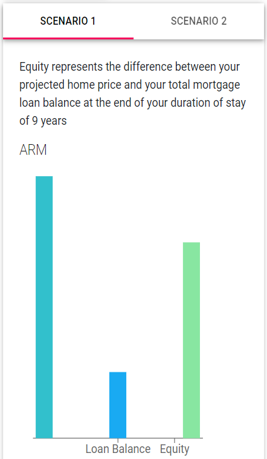 SCENARIO 1 SCENARIO 2
Equity represents the difference between your
projected home price and your total mortgage
loan balance at the end of your duration of stay
of 9 years
ARM
Loan Balance Equity